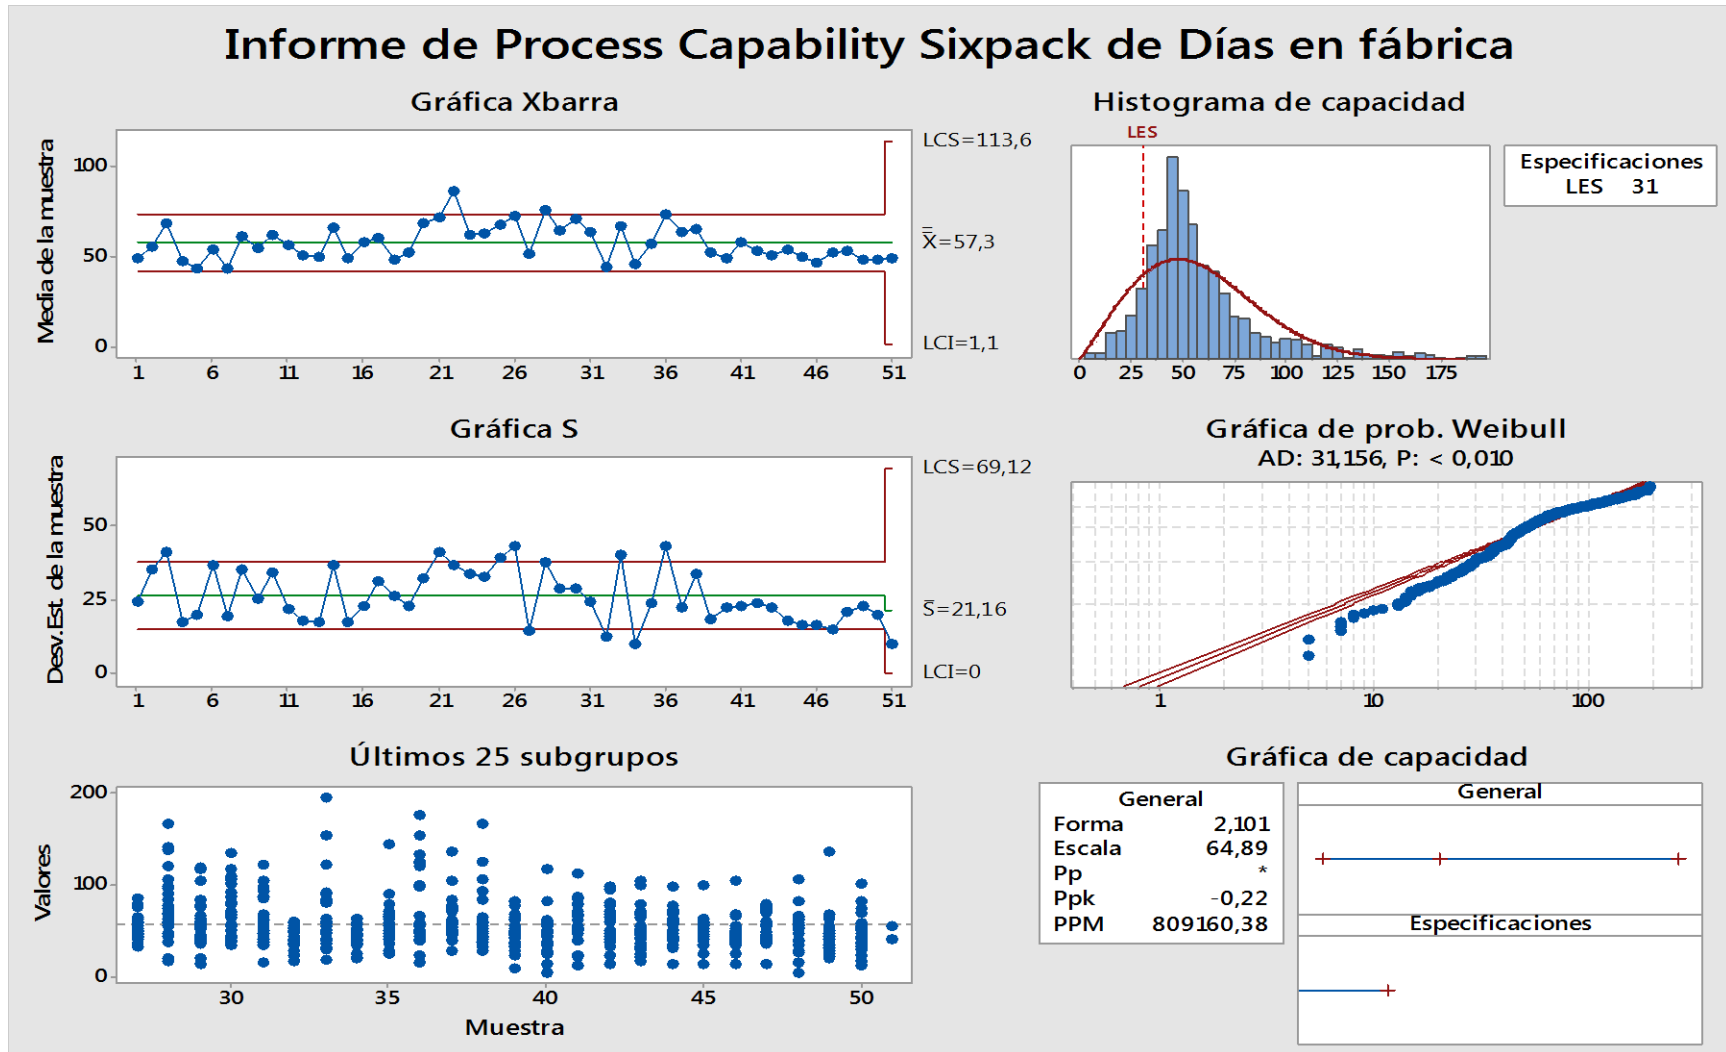 Informe de Process Capability Sixpack de Días en fábrica
Gráfica Xbarra
Media de la muestra
100
50
0
1 6 11 16 21 26 31 36 41 46 51
LCS=113,6
X=57,3
LCI=1,1
Histograma de capacidad
LES
0 25 50 75 100 125 150 175
Especificaciones
LES 31
Gráfica S
Desv.Est. de la muestra
50
25
0
1 6 11 16 21 26 31 36 41 46 51
LCS=69,12
S=21,16
LCI=0
Gráfica de prob. Weibull
AD: 31,156, P: < 0,010
1 10 100
Últimos 25 subgrupos
Valores
200
100
0
30 35 40 45 50
Muestra
Gráfica de capacidad
General
Forma 2,101
Escala 64,89
Pp *
Ppk -0,22
PPM 809160,38
General
Especificaciones